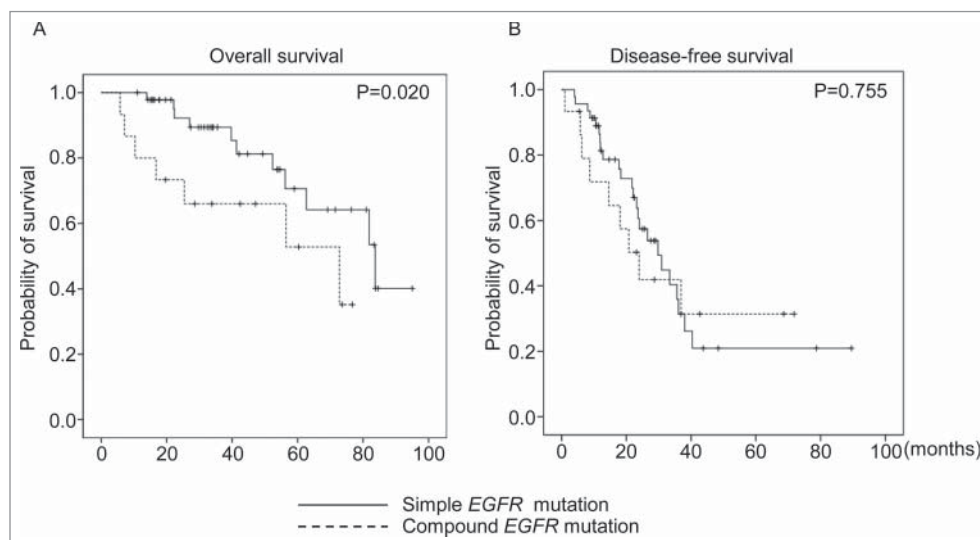 A
B
Overall survival
Disease-free survival
P=0.020
P=0.755
Probability of survival
1.0
0.8
0.6
0.4
0.2
0.0
0
20
40
60
80
100
Probability of survival
1.0
0.8
0.6
0.4
0.2
0.0
0
20
40
60
80
100 (months)
Simple EGFR mutation
Compound EGFR mutation